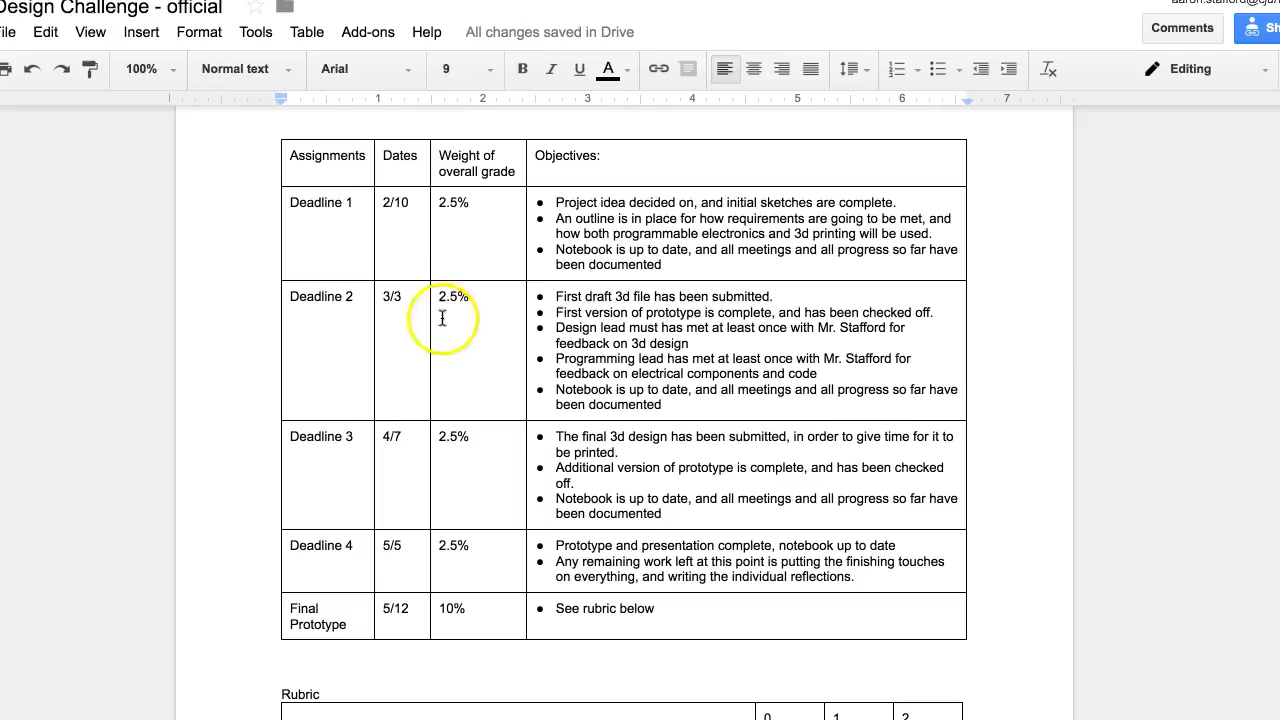 Design Challenge - official
aaron.stafford@cju
File Edit View Insert Format Tools Table Add-ons Help All changes saved in Drive
Comments
100% Normal text Arial 9 B I U A Editing
1 2 3 4 5 6 7
Assignments Dates Weight of overall grade Objectives:
Deadline 1 2/10 2.5%
● Project idea decided on, and initial sketches are complete.
● An outline is in place for how requirements are going to be met, and
how both programmable electronics and 3d printing will be used.
● Notebook is up to date, and all meetings and all progress so far have
been documented
Deadline 2 3/3 2.5%
● First draft 3d file has been submitted.
● First version of prototype is complete, and has been checked off.
● Design lead must has met at least once with Mr. Stafford for
feedback on 3d design
● Programming lead has met at least once with Mr. Stafford for
feedback on electrical components and code
● Notebook is up to date, and all meetings and all progress so far have
been documented
Deadline 3 4/7 2.5%
● The final 3d design has been submitted, in order to give time for it to
be printed.
● Additional version of prototype is complete, and has been checked
off.
● Notebook is up to date, and all meetings and all progress so far have
been documented
Deadline 4 5/5 2.5%
● Prototype and presentation complete, notebook up to date
● Any remaining work left at this point is putting the finishing touches
on everything, and writing the individual reflections.
Final
Prototype
5/12 10%
● See rubric below
Rubric
0 1 2